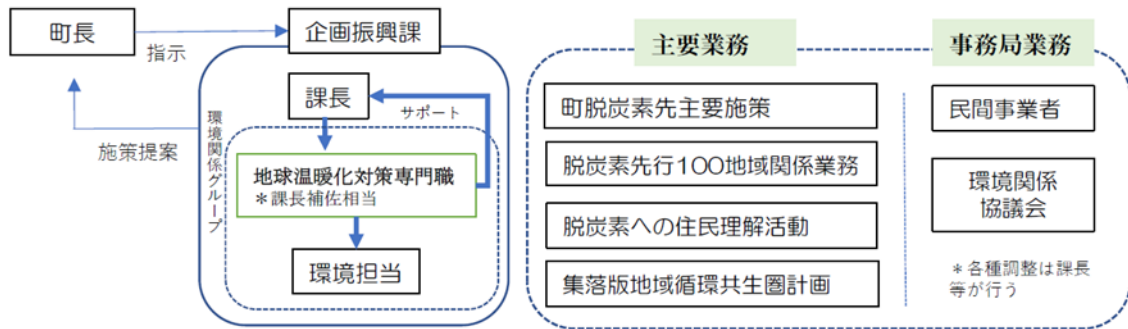 町長
指示
施策提案
企画振興課
課長
サポート
環境関係グループ
地球温暖化対策専門職
＊課長補佐相当
環境担当
主要業務
町脱炭素先主要施策
脱炭素先行100地域関係業務
脱炭素への住民理解活動
集落版地域循環共生圏計画
事務局業務
民間事業者
環境関係
協議会
＊各種調整は課長
等が行う